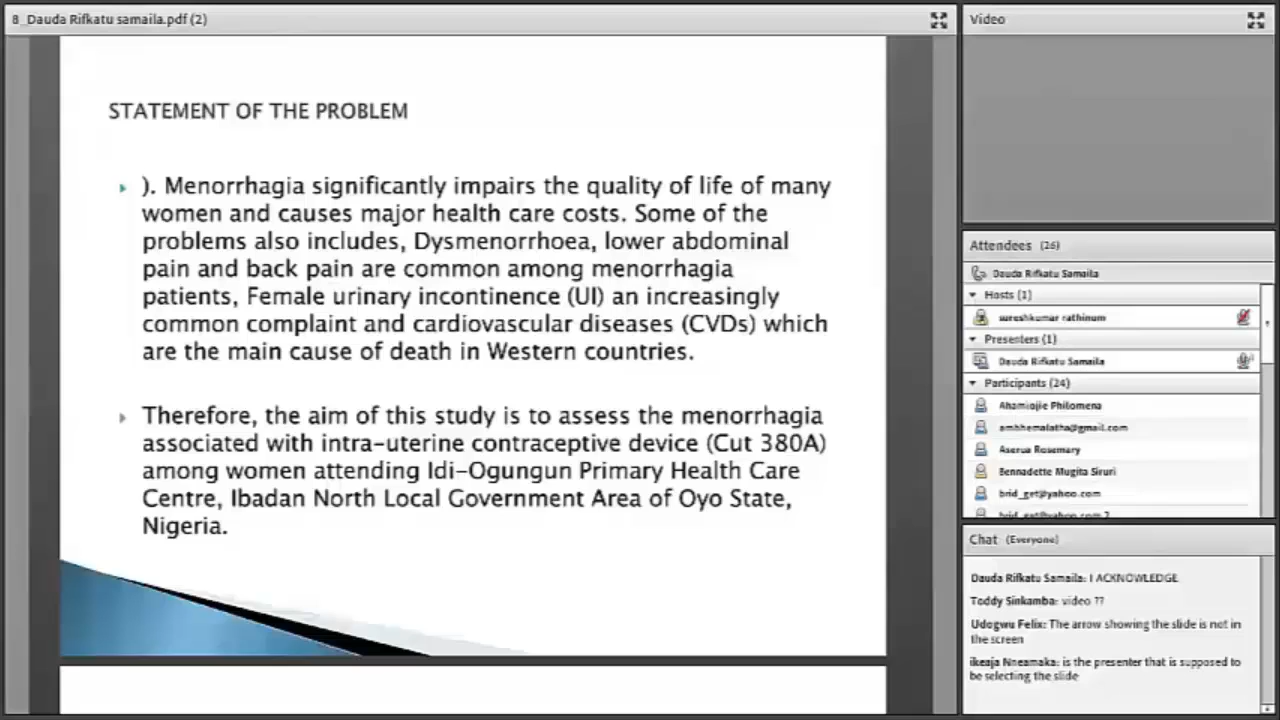 8_Dauda Rifkatu samaila.pdf (2)
STATEMENT OF THE PROBLEM
). Menorrhagia significantly impairs the quality of life of many
women and causes major health care costs. Some of the
problems also includes, Dysmenorrhoea, lower abdominal
pain and back pain are common among menorrhagia
patients, Female urinary incontinence (UI) an increasingly
common complaint and cardiovascular diseases (CVDs) which
are the main cause of death in Western countries.
Therefore, the aim of this study is to assess the menorrhagia
associated with intra-uterine contraceptive device (Cut 380A)
among women attending Idi-Ogungun Primary Health Care
Centre, Ibadan North Local Government Area of Oyo State,
Nigeria.
Video
Attendees (26)
Dauda Rifkatu Samaila
Hosts (1)
sureshkumar rathinum
Presenters (1)
Dauda Rifkatu Samaila
Participants (24)
Ahamiojie Philomena
amhhemalatha@gmail.com
Aserua Rosemary
Bennadette Mugita Siruri
brid_get@yahoo.com
brid_get@yahoo.com 2
Chat (Everyone)
Dauda Rifkatu Samaila: I ACKNOWLEDGE
Toddy Sinkamba: video ??
Udogwu Felix: The arrow showing the slide is not in
the screen
ikeaja Nneamaka: is the presenter that is supposed to
be selecting the slide